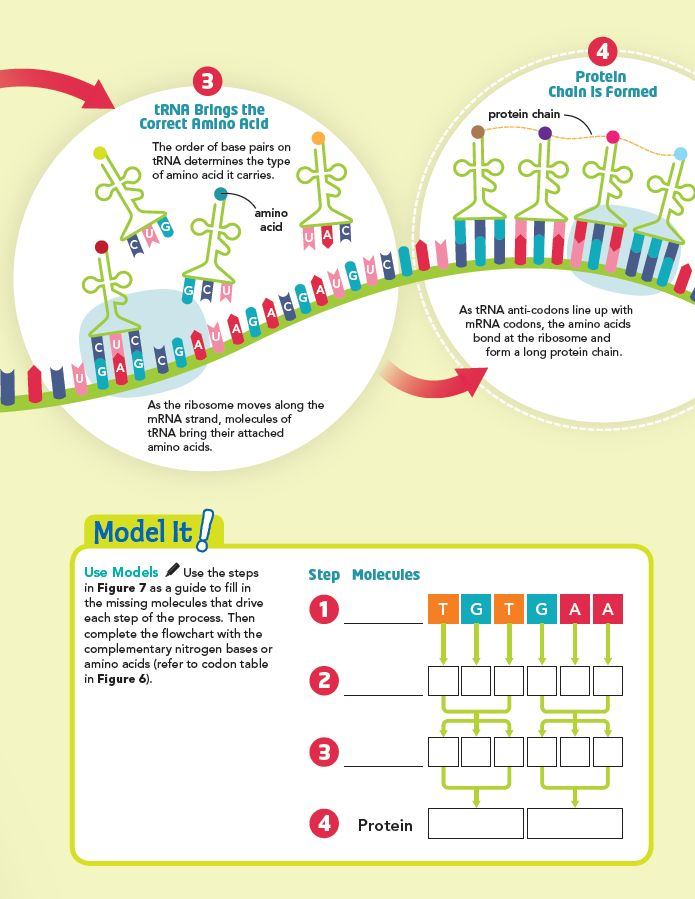 3
tRNA Brings the
Correct Amino Acid
The order of base pairs on
tRNA determines the type
of amino acid it carries.
amino
acid
C U G
G C U
U A C
C U C
U G A G C G A U A G A C G A U G U C
As the ribosome moves along the
mRNA strand, molecules of
tRNA bring their attached
amino acids.
4
Protein
Chain Is Formed
protein chain
As tRNA anti-codons line up with
mRNA codons, the amino acids
bond at the ribosome and
form a long protein chain.
Model It!
Use Models Use the steps
in Figure 7 as a guide to fill in
the missing molecules that drive
each step of the process. Then
complete the flowchart with the
complementary nitrogen bases or
amino acids (refer to codon table
in Figure 6).
Step Molecules
1 T G T G A A
2
3
4 Protein